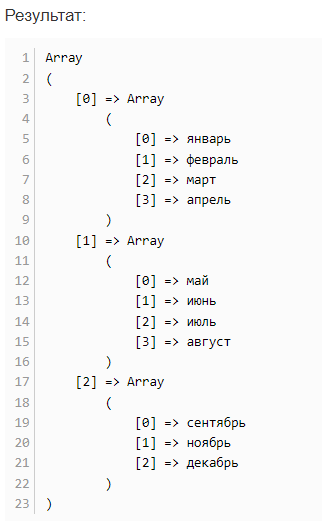 Результат:
1 Array
2 (
3     [0] => Array
4         (
5             [0] => январь
6             [1] => февраль
7             [2] => март
8             [3] => апрель
9         )
10     [1] => Array
11         (
12             [0] => май
13             [1] => июнь
14             [2] => июль
15             [3] => август
16         )
17     [2] => Array
18         (
19             [0] => сентябрь
20             [1] => ноябрь
21             [2] => декабрь
22         )
23 )